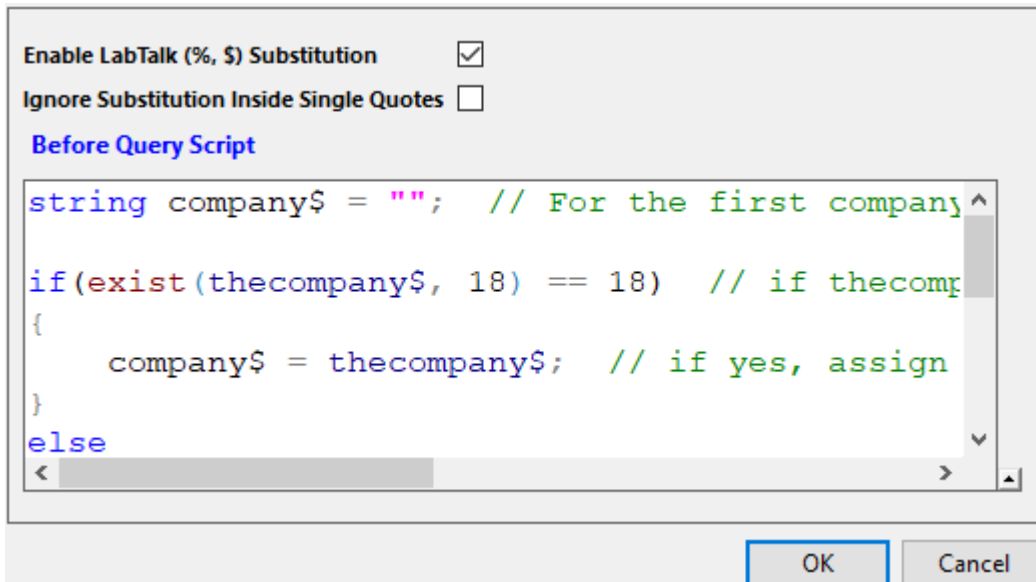 Enable LabTalk (%, $) Substitution
Ignore Substitution Inside Single Quotes
Before Query Script
string company$ = "";  // For the first company
if(exist(thecompany$, 18) == 18)  // if thecomp
{
    company$ = thecompany$;  // if yes, assign
}
else
OK
Cancel